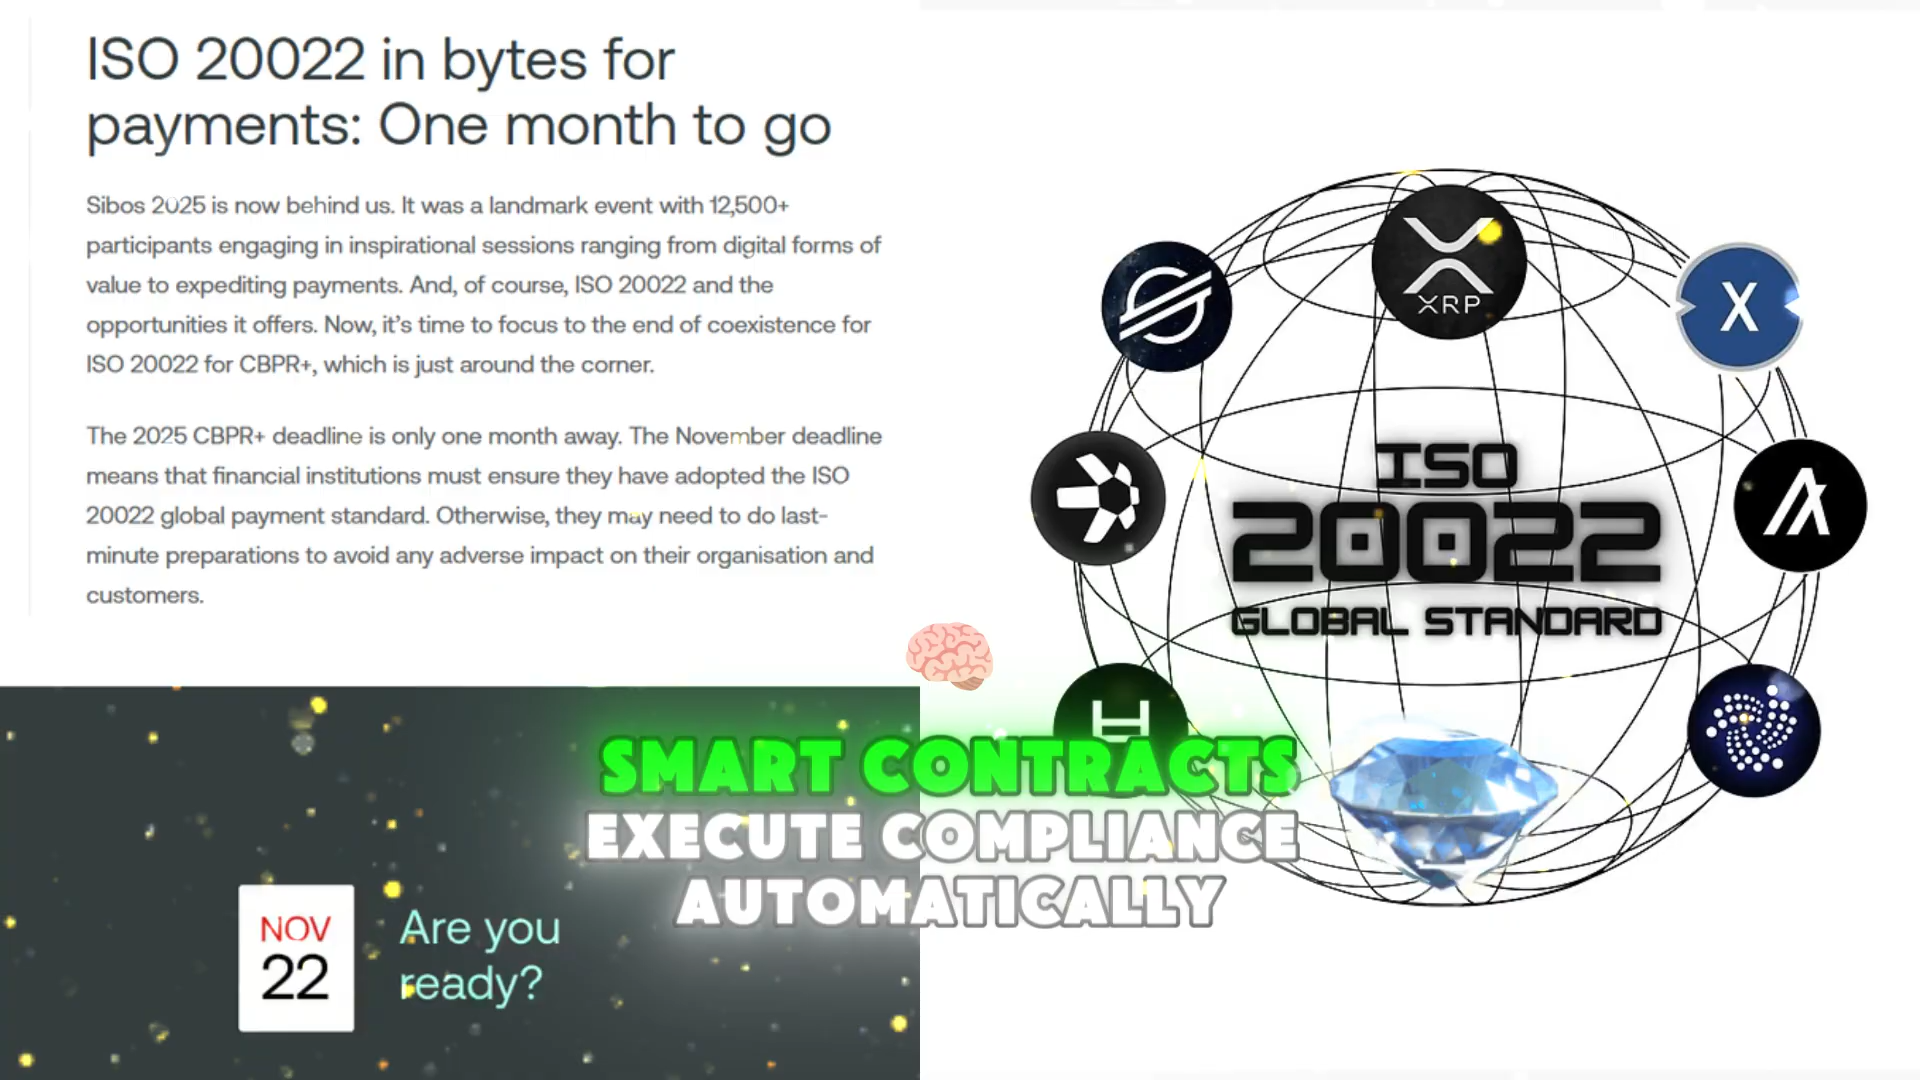 ISO 20022 in bytes for
payments: One month to go
Sibos 2025 is now behind us. It was a landmark event with 12,500+
participants engaging in inspirational sessions ranging from digital forms of
value to expediting payments. And, of course, ISO 20022 and the
opportunities it offers. Now, it's time to focus to the end of coexistence for
ISO 20022 for CBPR+, which is just around the corner.
The 2025 CBPR+ deadline is only one month away. The November deadline
means that financial institutions must ensure they have adopted the ISO
20022 global payment standard. Otherwise, they may need to do last-
minute preparations to avoid any adverse impact on their organisation and
customers.
NOV
22
Are you
ready?
XRP
X
ISO
20022
GLOBAL STANDARD
H
SMART CONTRACTS
EXECUTE COMPLIANCE
AUTOMATICALLY